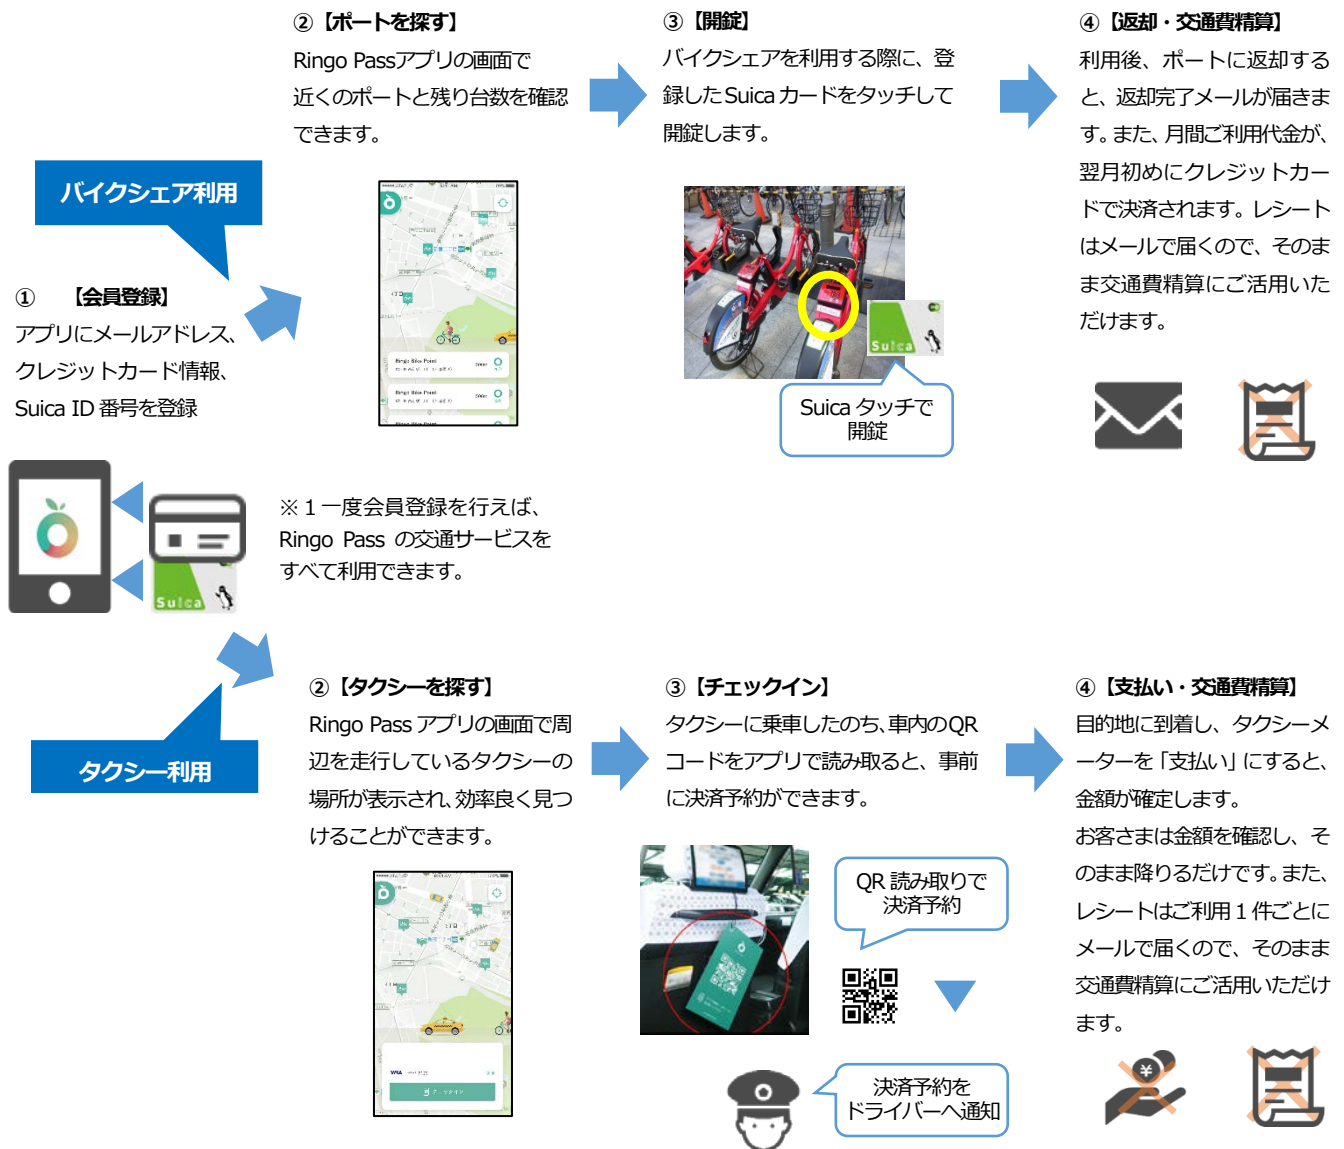 バイクシェア利用
① 【会員登録】
アプリにメールアドレス、
クレジットカード情報、
Suica ID 番号を登録
Suica
※１一度会員登録を行えば、
Ringo Pass の交通サービスを
すべて利用できます。
②【ポートを探す】
Ringo Passアプリの画面で
近くのポートと残り台数を確認
できます。
Ringo Bike Point
Ringo Bike Point
③【開錠】
バイクシェアを利用する際に、登
録した Suica カードをタッチして
開錠します。
Suica
Suica タッチで
開錠
④【返却・交通費精算】
利用後、ポートに返却する
と、返却完了メールが届きま
す。また、月間ご利用代金が、
翌月初めにクレジットカー
ドで決済されます。レシート
はメールで届くので、そのま
ま交通費精算にご活用いた
だけます。
タクシー利用
②【タクシーを探す】
Ringo Pass アプリの画面で周
辺を走行しているタクシーの
場所が表示され、効率良く見つ
けることができます。
VISA
③【チェックイン】
タクシーに乗車したのち、車内のQR
コードをアプリで読み取ると、事前
に決済予約ができます。
QR 読み取りで
決済予約
決済予約を
ドライバーへ通知
④【支払い・交通費精算】
目的地に到着し、タクシーメ
ーターを「支払い」にすると、
金額が確定します。
お客さまは金額を確認し、そ
のまま降りるだけです。また、
レシートはご利用１件ごとに
メールで届くので、そのまま
交通費精算にご活用いただけ
ます。
¥